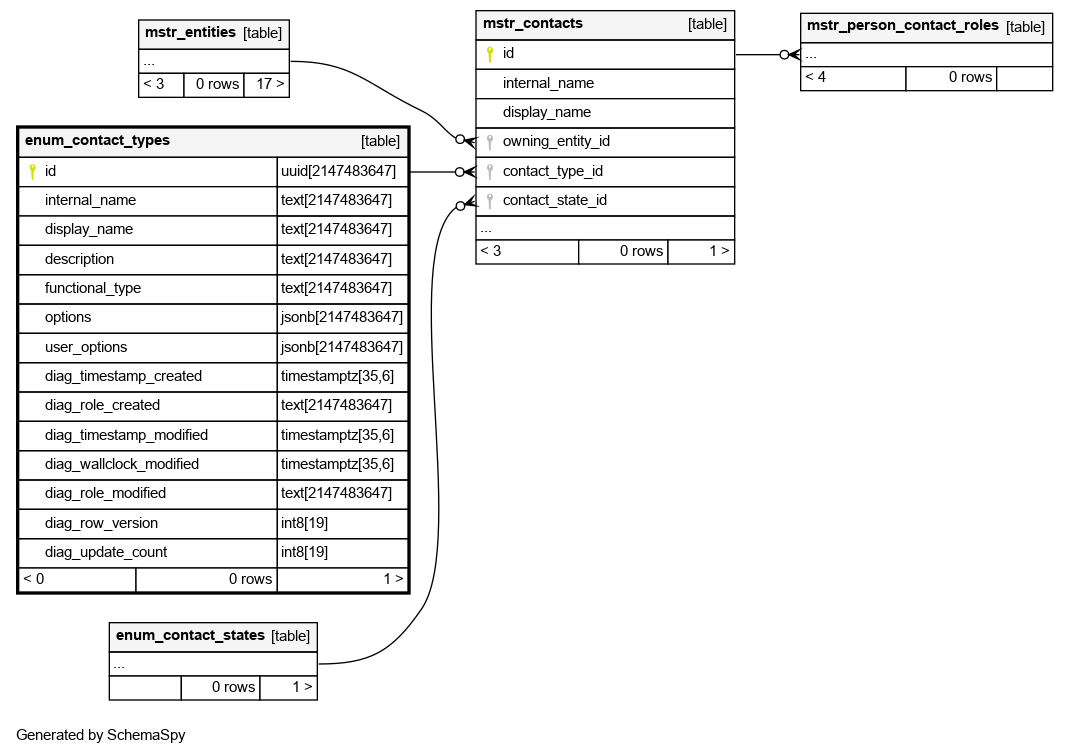 mstr_entities [table]
...
< 3 0 rows 17 >
mstr_contacts [table]
id
internal_name
display_name
owning_entity_id
contact_type_id
contact_state_id
...
< 3 0 rows 1 >
mstr_person_contact_roles [table]
...
< 4 0 rows
enum_contact_types [table]
id uuid[2147483647]
internal_name text[2147483647]
display_name text[2147483647]
description text[2147483647]
functional_type text[2147483647]
options jsonb[2147483647]
user_options jsonb[2147483647]
diag_timestamp_created timestamptz[35,6]
diag_role_created text[2147483647]
diag_timestamp_modified timestamptz[35,6]
diag_wallclock_modified timestamptz[35,6]
diag_role_modified text[2147483647]
diag_row_version int8[19]
diag_update_count int8[19]
< 0 0 rows 1 >
enum_contact_states [table]
...
0 rows 1 >
Generated by SchemaSpy